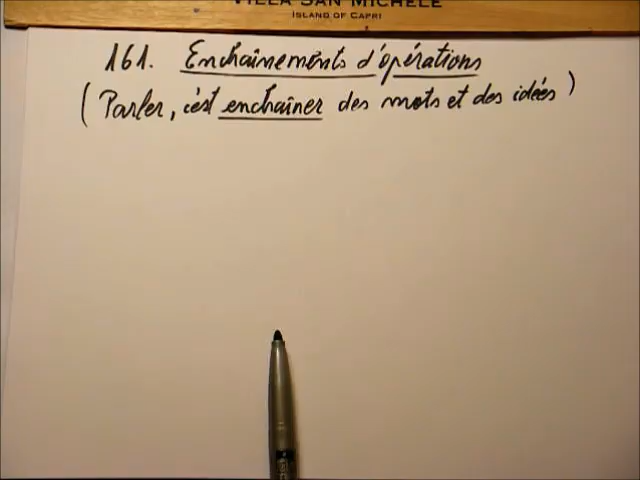 VILLA SAN MICHELE
ISLAND OF CAPRI
161. Enchaînements d'opérations
(Parler, c'est enchaîner des mots et des idées)